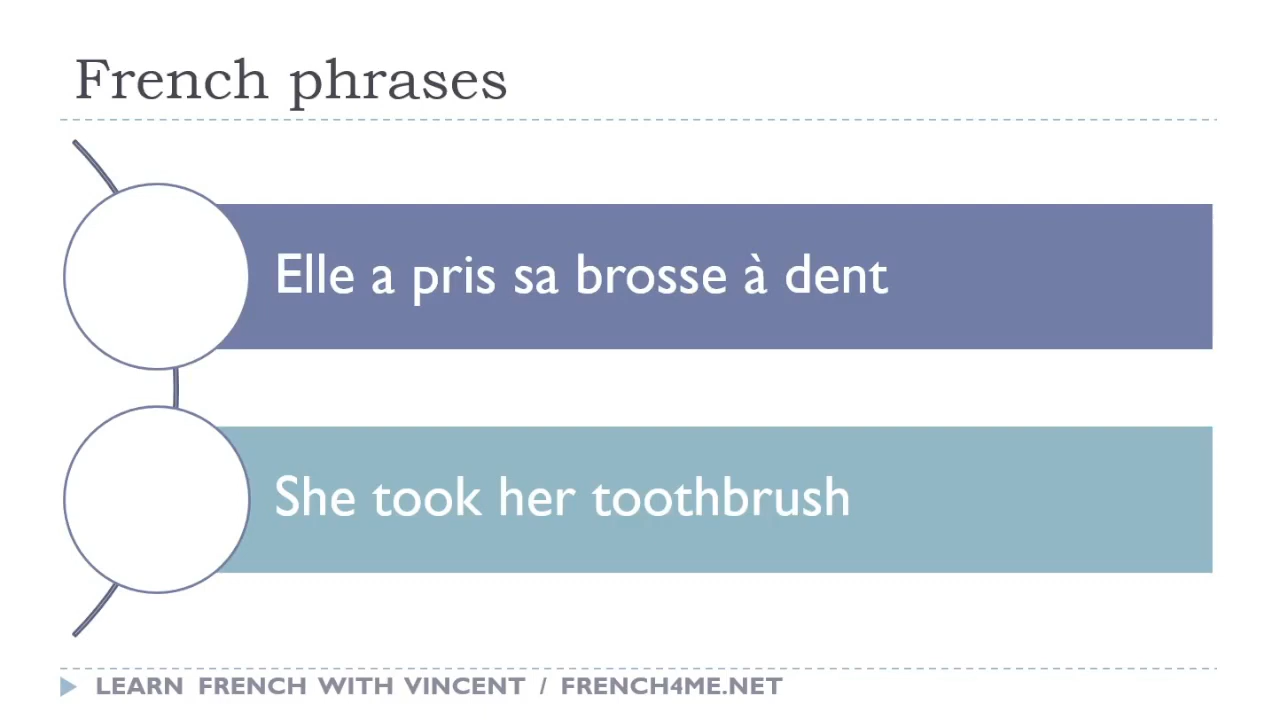 French phrases
Elle a pris sa brosse à dent
She took her toothbrush
LEARN FRENCH WITH VINCENT / FRENCH4ME.NET